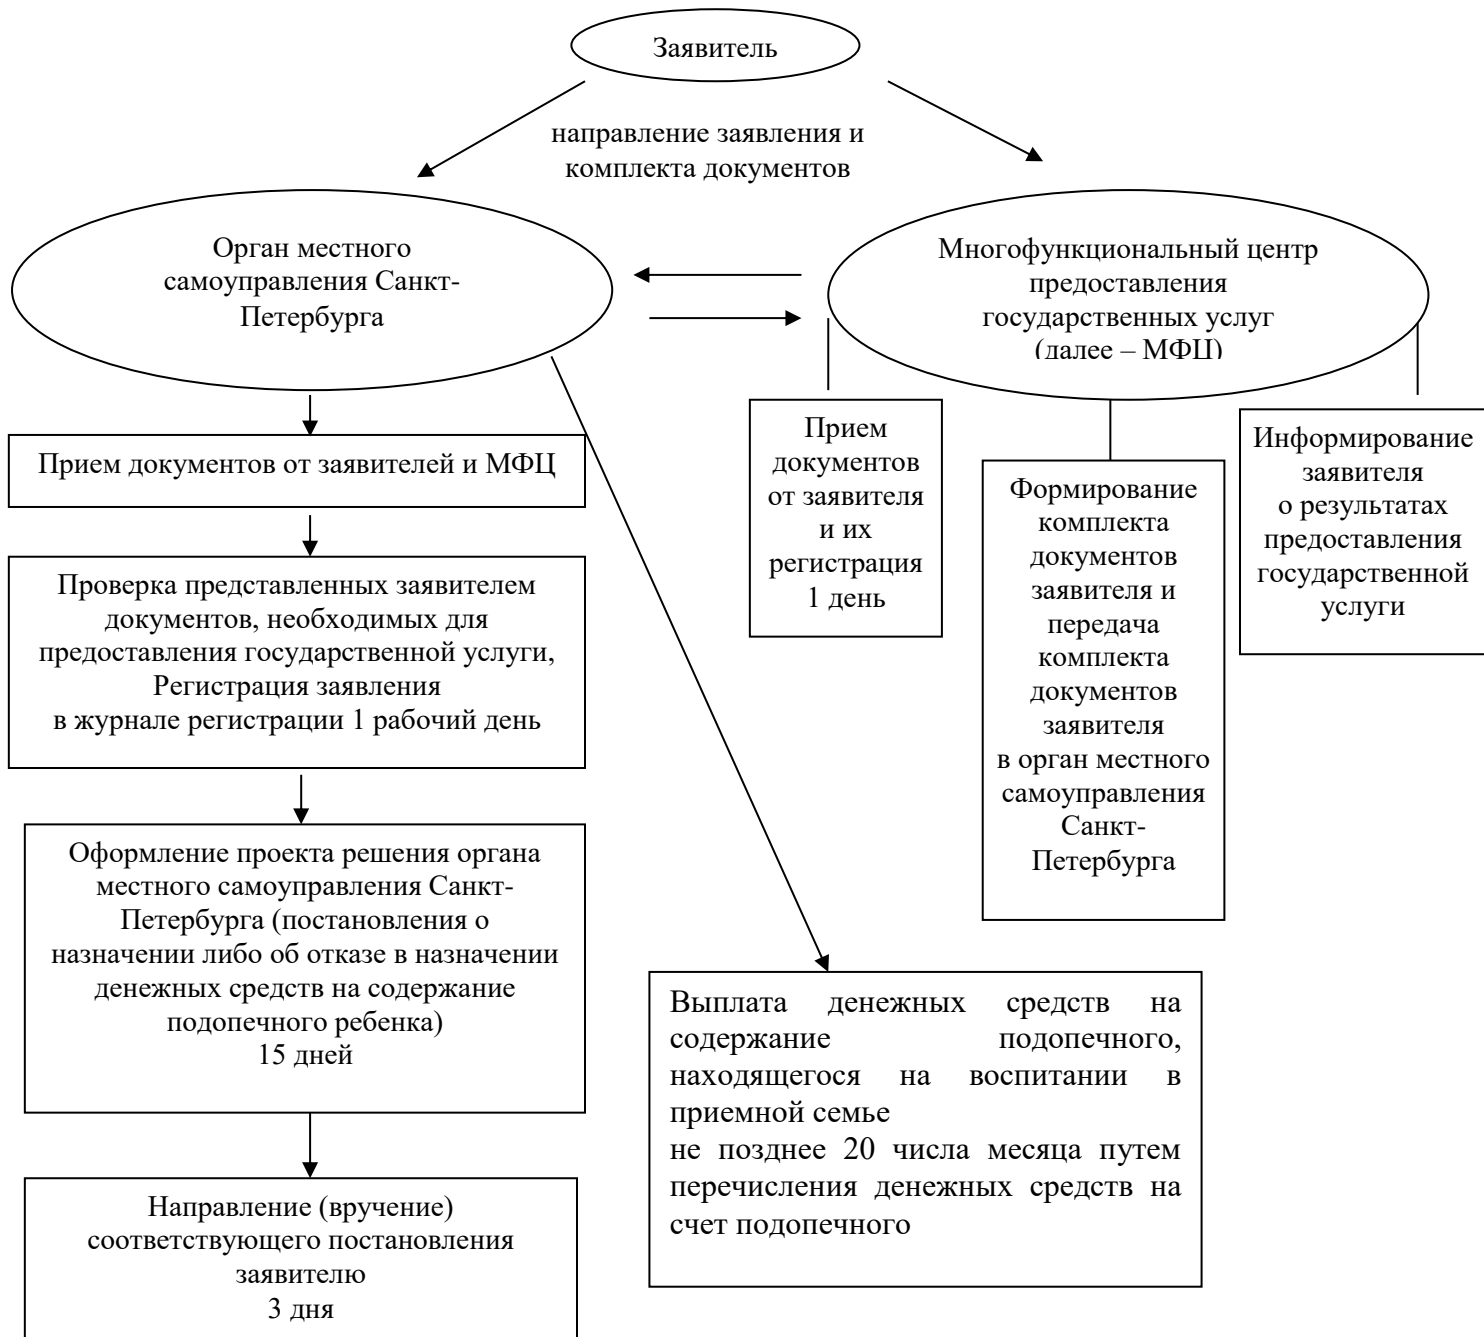 Заявитель
направление заявления и
комплекта документов
Орган местного
самоуправления Санкт-
Петербурга
Многофункциональный центр
предоставления
государственных услуг
(далее – МФЦ)
Прием документов от заявителей и МФЦ
Проверка представленных заявителем
документов, необходимых для
предоставления государственной услуги,
Регистрация заявления
в журнале регистрации 1 рабочий день
Оформление проекта решения органа
местного самоуправления Санкт-
Петербурга (постановления о
назначении либо об отказе в назначении
денежных средств на содержание
подопечного ребенка)
15 дней
Направление (вручение)
соответствующего постановления
заявителю
3 дня
Прием
документов
от заявителя
и их
регистрация
1 день
Формирование
комплекта
документов
заявителя и
передача
комплекта
документов
заявителя
в орган местного
самоуправления
Санкт-
Петербурга
Информирование
заявителя
о результатах
предоставления
государственной
услуги
Выплата денежных средств на
содержание подопечного,
находящегося на воспитании в
приемной семье
не позднее 20 числа месяца путем
перечисления денежных средств на
счет подопечного